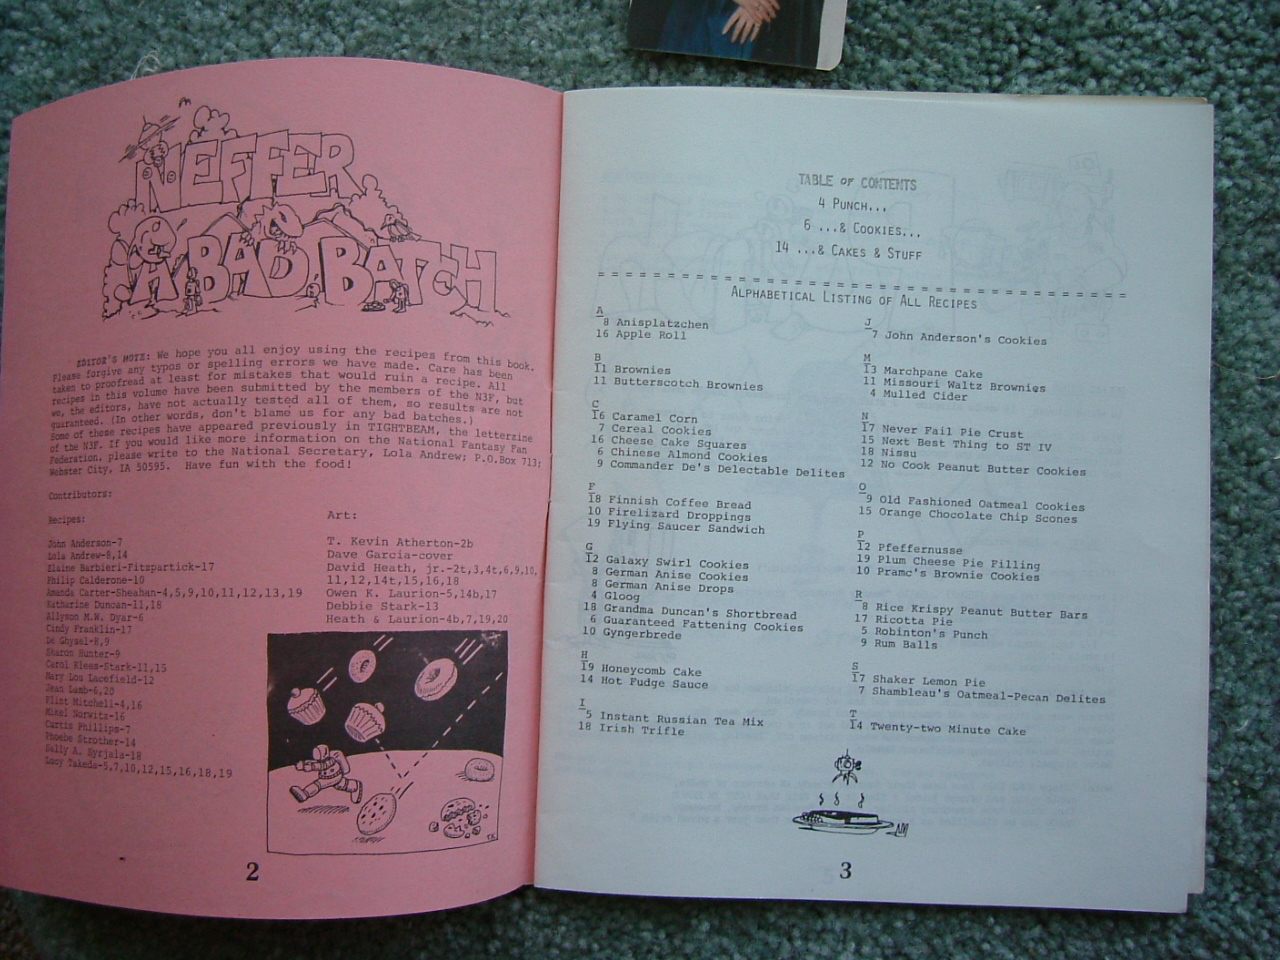 NEFFER
A BAD BATCH
EDITOR'S NOTE: We hope you all enjoy using the recipes from this book.
Please forgive any typos or spelling errors we have made. Care has been
taken to proofread at least for mistakes that would ruin a recipe. All
recipes in this volume have been submitted by the members of the N3F, but
we, the editors, have not actually tested all of them, so results are not
guaranteed. (In other words, don't blame us for any bad batches.)
Some of these recipes have appeared previously in TIGHTBEAM, the letterzine
of the N3F. If you would like more information on the National Fantasy Fan
Federation, please write to the National Secretary, Lola Andrew; P.O.Box 713;
Webster City, IA 50595. Have fun with the food!
Contributors:
Recipes:
John Anderson-7
Lola Andrew-8,14
Elaine Barbieri-Fitzpartick-17
Philip Calderone-10
Amanda Carter-Sheahan-4,5,9,10,11,12,13,19
Katharine Duncan-11,18
Allyson M.W. Dyar-6
Cindy Franklin-17
De Ghysel-8,9
Sharon Hunter-9
Carol Kless-Stark-11,15
Mary Lou Lacefield-12
Jean Lamb-6,20
Flint Mitchell-4,16
Mikel Norwitz-16
Curtis Phillips-7
Phoebe Strother-14
Sally A. Syrjala-18
Lucy Takeda-5,7,10,12,15,16,18,19
Art:
T. Kevin Atherton-2b
Dave Garcia-cover
David Heath, jr.-2t,3,4t,6,9,10,
11,12,14t,15,16,18
Owen K. Laurion-5,14b,17
Debbie Stark-13
Heath & Laurion-4b,7,19,20
2
TABLE of CONTENTS
4 PUNCH...
6 ...& COOKIES...
14 ...& CAKES & STUFF
ALPHABETICAL LISTING OF ALL RECIPES
A
8 Anisplatzchen
16 Apple Roll
B
11 Brownies
11 Butterscotch Brownies
C
16 Caramel Corn
7 Cereal Cookies
16 Cheese Cake Squares
6 Chinese Almond Cookies
9 Commander De's Delectable Delites
F
18 Finnish Coffee Bread
10 Firelizard Droppings
19 Flying Saucer Sandwich
G
12 Galaxy Swirl Cookies
8 German Anise Cookies
8 German Anise Drops
4 Gloog
18 Grandma Duncan's Shortbread
6 Guaranteed Fattening Cookies
10 Gyngerbrede
H
19 Honeycomb Cake
14 Hot Fudge Sauce
I
5 Instant Russian Tea Mix
18 Irish Trifle
J
7 John Anderson's Cookies
M
13 Marchpane Cake
11 Missouri Waltz Brownies
4 Mulled Cider
N
17 Never Fail Pie Crust
15 Next Best Thing to ST IV
18 Nissu
12 No Cook Peanut Butter Cookies
O
9 Old Fashioned Oatmeal Cookies
15 Orange Chocolate Chip Scones
P
12 Pfeffernusse
19 Plum Cheese Pie Filling
10 Pramc's Brownie Cookies
R
8 Rice Krispy Peanut Butter Bars
17 Ricotta Pie
5 Robinton's Punch
9 Rum Balls
S
17 Shaker Lemon Pie
7 Shambleau's Oatmeal-Pecan Delites
T
14 Twenty-two Minute Cake
3